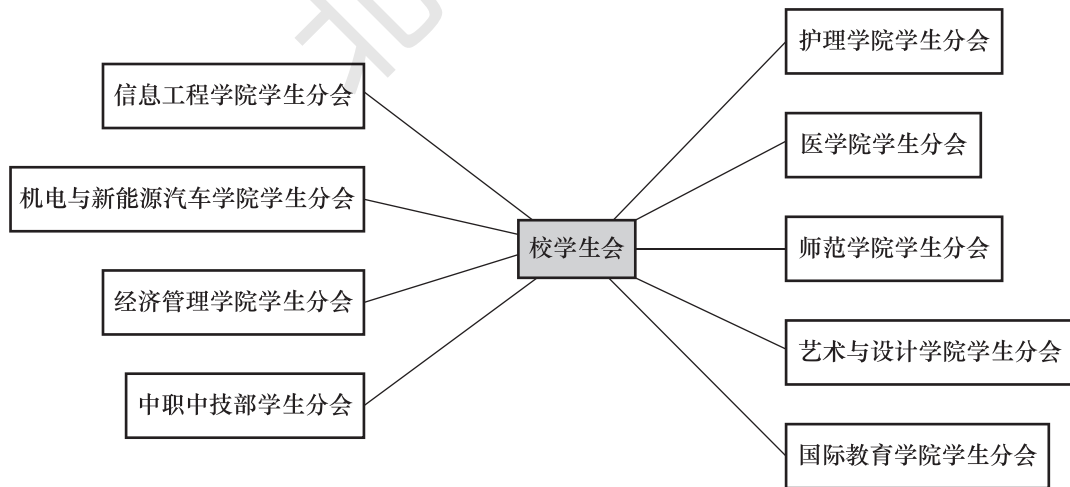 信息工程学院学生分会
机电与新能源汽车学院学生分会
经济管理学院学生分会
中职中技部学生分会
校学生会
护理学院学生分会
医学院学生分会
师范学院学生分会
艺术与设计学院学生分会
国际教育学院学生分会